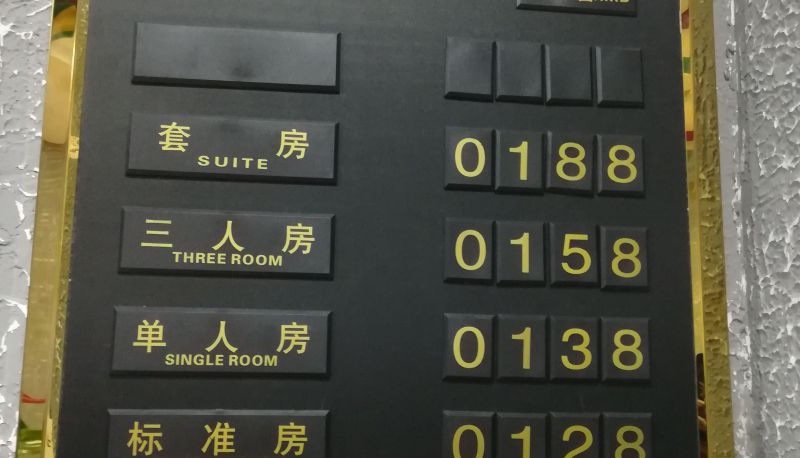 套 房 0188
SUITE
三 人 房 0158
THREE ROOM
单 人 房 0138
SINGLE ROOM
标 准 房 0128